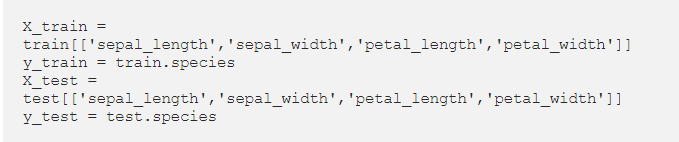 X_train =
train[['sepal_length','sepal_width','petal_length','petal_width']]
y_train = train.species
X_test =
test[['sepal_length','sepal_width','petal_length','petal_width']]
y_test = test.species